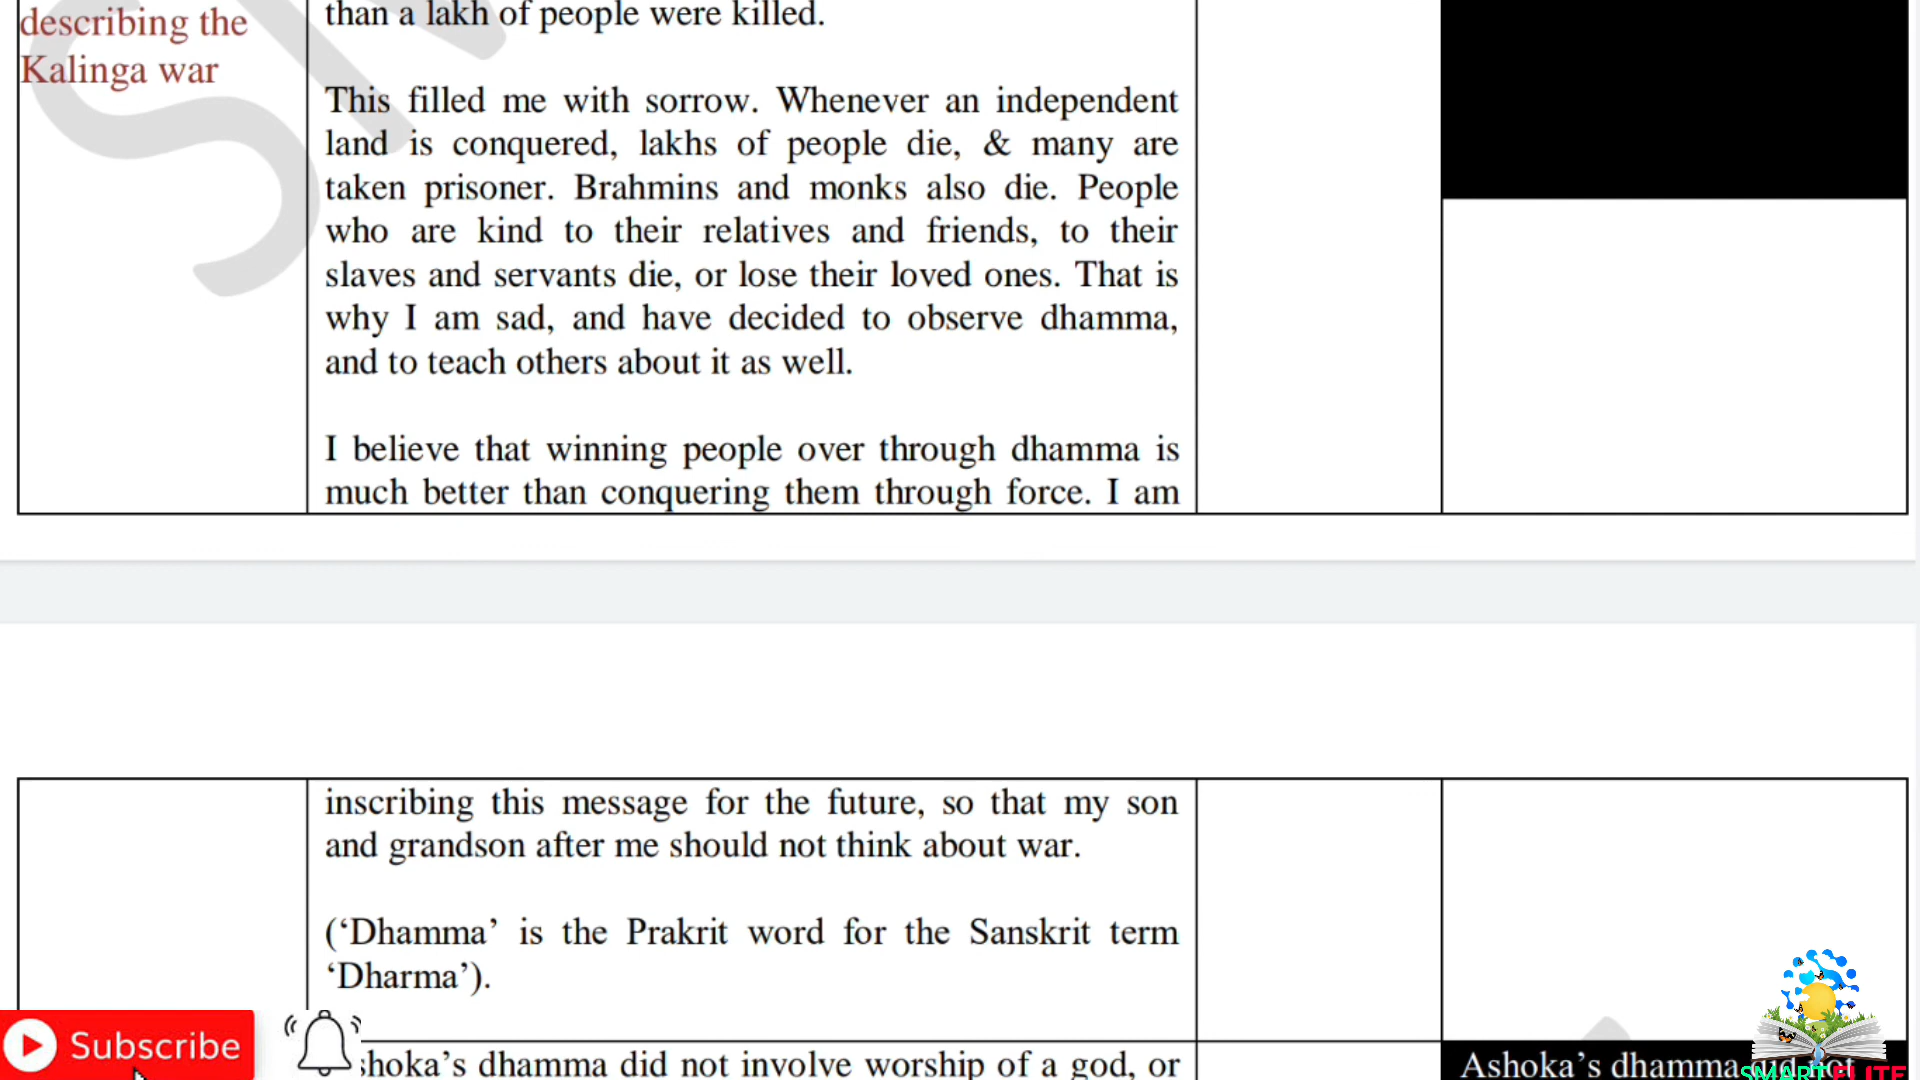 describing the
Kalinga war
than a lakh of people were killed.
This filled me with sorrow. Whenever an independent
land is conquered, lakhs of people die, & many are
taken prisoner. Brahmins and monks also die. People
who are kind to their relatives and friends, to their
slaves and servants die, or lose their loved ones. That is
why I am sad, and have decided to observe dhamma,
and to teach others about it as well.
I believe that winning people over through dhamma is
much better than conquering them through force. I am
inscribing this message for the future, so that my son
and grandson after me should not think about war.
(‘Dhamma’ is the Prakrit word for the Sanskrit term
‘Dharma’).
shoka’s dhamma did not involve worship of a god, or
Ashoka’s dhamma did not
Subscribe
SMART ELITE